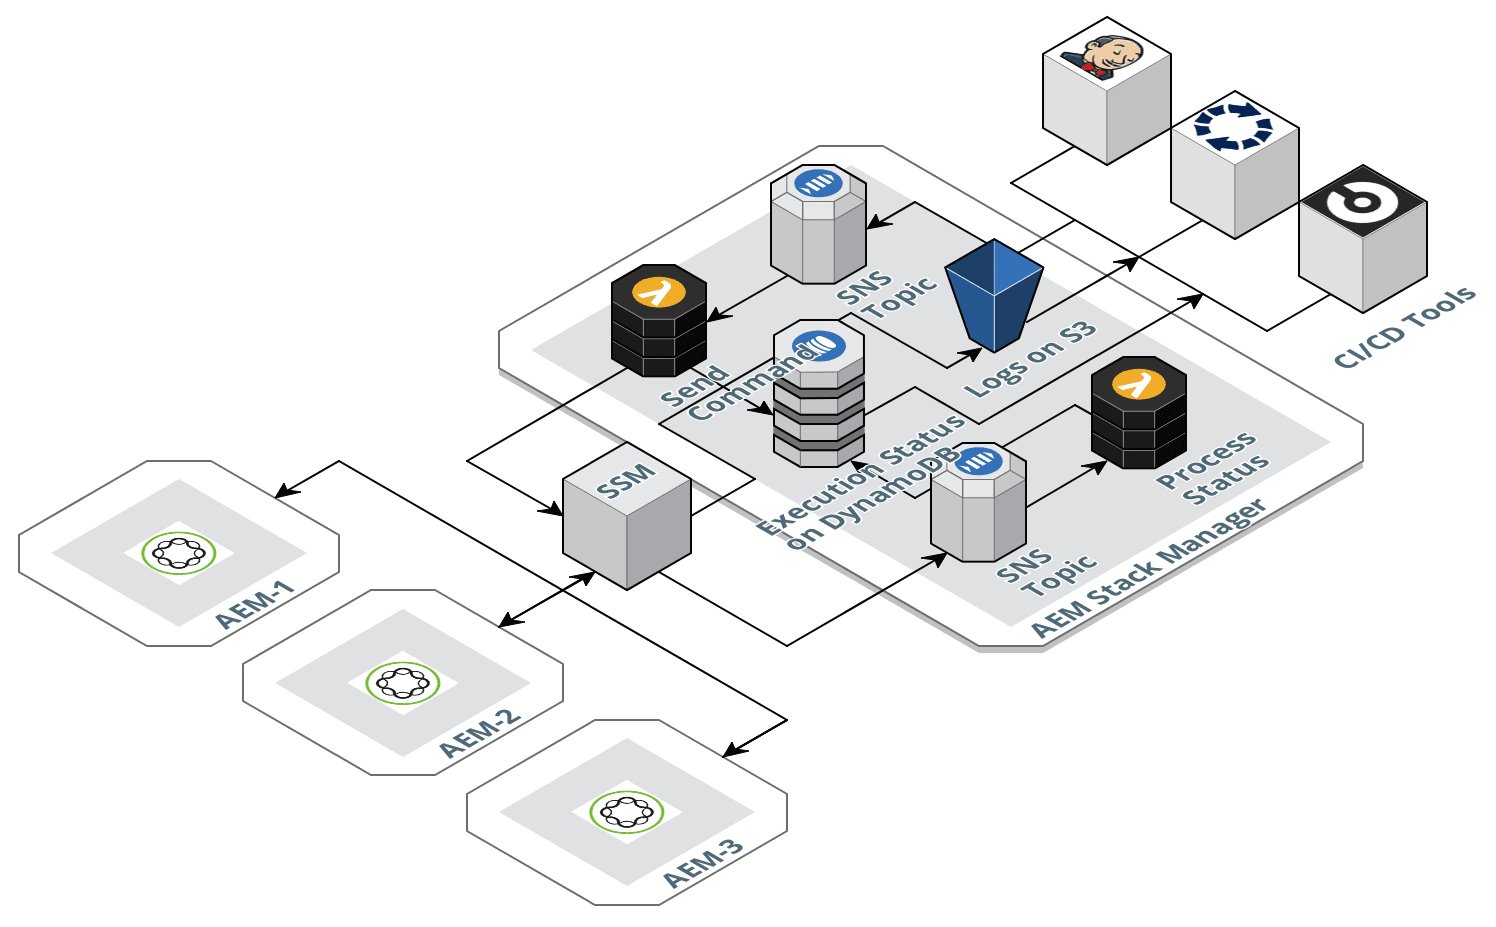 CI/CD Tools
SNS
Topic
Logs on S3
Send
Command
Execution Status
on DynamoDB
Process
Status
SSM
SNS
Topic
AEM Stack Manager
AEM-1
AEM-2
AEM-3